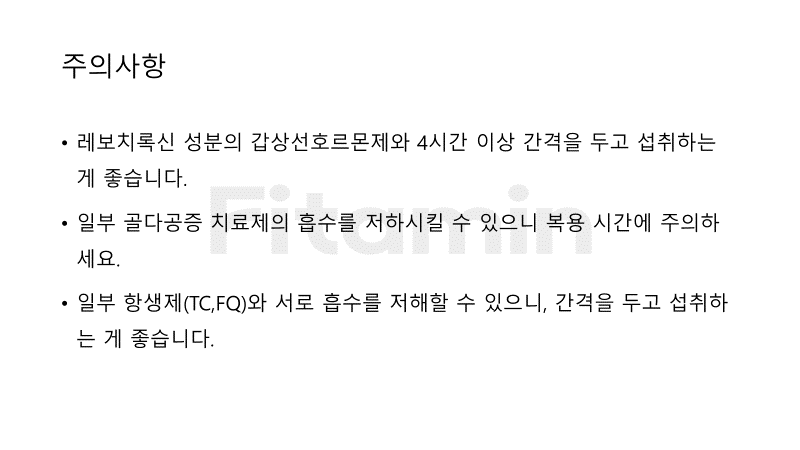 주의사항
• 레보치록신 성분의 갑상선호르몬제와 4시간 이상 간격을 두고 섭취하는
게 좋습니다.
Fitamin
• 일부 골다공증 치료제의 흡수를 저하시킬 수 있으니 복용 시간에 주의하
세요.
• 일부 항생제(TC,FQ)와 서로 흡수를 저해할 수 있으니, 간격을 두고 섭취하
는 게 좋습니다.